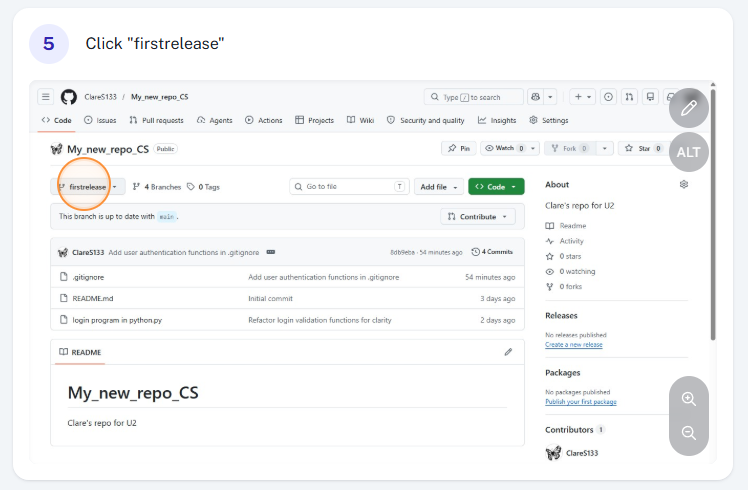 5 Click "firstrelease"
ClareS133 / My_new_repo_CS
Type / to search
Code Issues Pull requests Agents Actions Projects Wiki Security and quality Insights Settings
ALT
My_new_repo_CS Public
Pin Watch 0 Fork 0 Star 0
firstrelease 4 Branches 0 Tags
Go to file T
Add file Code
This branch is up to date with main .
Contribute
ClareS133 Add user authentication functions in .gitignore 8db9eba · 54 minutes ago 4 Commits
.gitignore Add user authentication functions in .gitignore 54 minutes ago
README.md Initial commit 3 days ago
login program in python.py Refactor login validation functions for clarity 2 days ago
README
My_new_repo_CS
Clare's repo for U2
About
Clare's repo for U2
Readme
Activity
0 stars
0 watching
0 forks
Releases
No releases published
Create a new release
Packages
No packages published
Publish your first package
Contributors 1
ClareS133